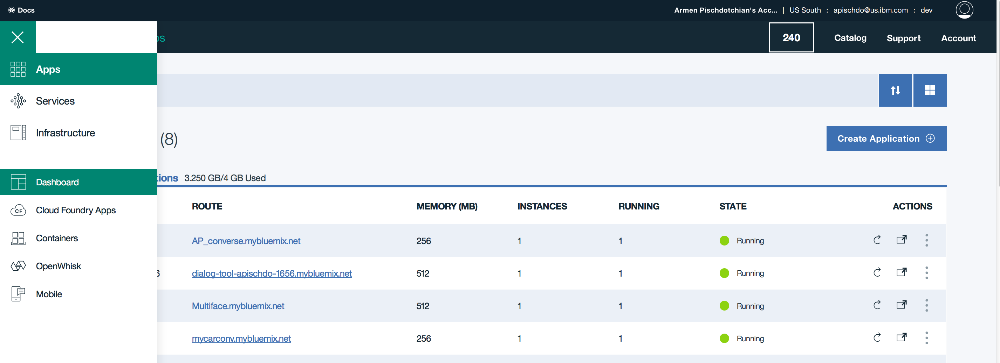 Docs
Armen Pischdotchian's Acc... | US South : apischdo@us.ibm.com : dev
240 Catalog Support Account
Apps
Services
Infrastructure
(8)
Create Application
Dashboard
tions 3.250 GB/4 GB Used
ROUTE MEMORY (MB) INSTANCES RUNNING STATE ACTIONS
CF Cloud Foundry Apps
Containers
OpenWhisk
Mobile
AP_converse.mybluemix.net 256 1 1 Running
6 dialog-tool-apischdo-1656.mybluemix.net 512 1 1 Running
Multiface.mybluemix.net 512 1 1 Running
mycarconv.mybluemix.net 256 1 1 Running